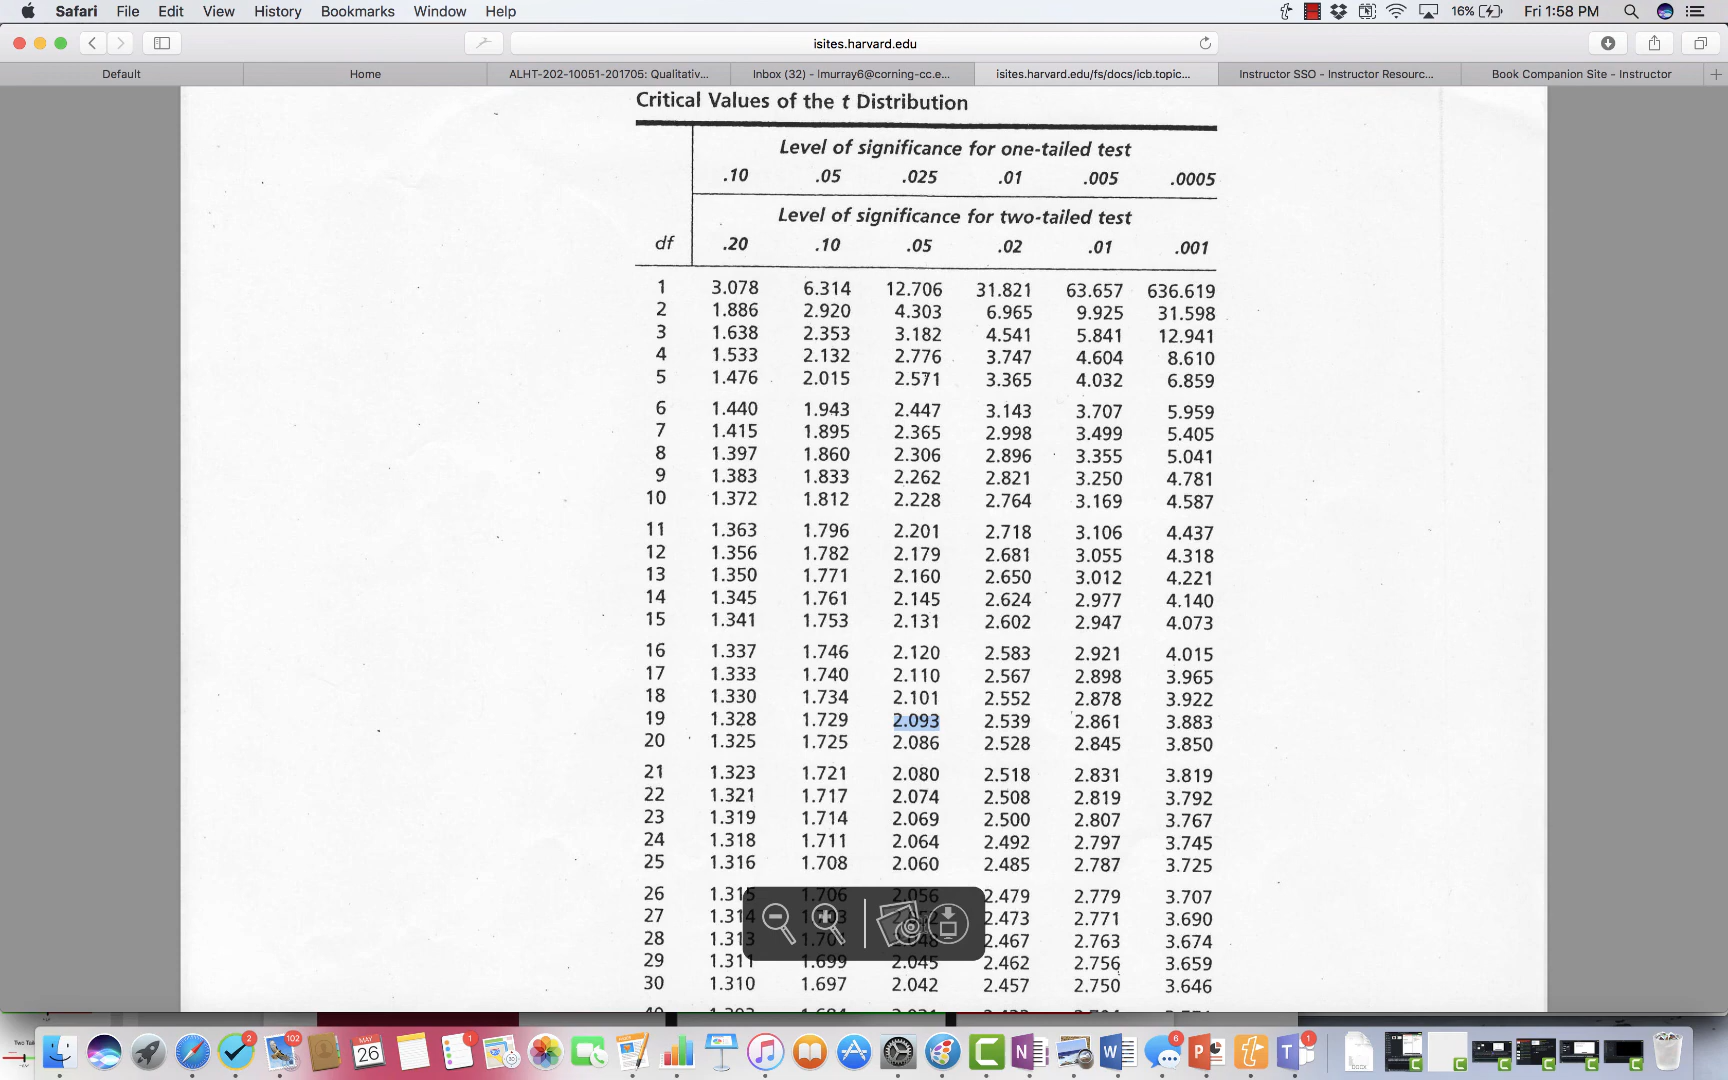 Safari File Edit View History Bookmarks Window Help 16% Fri 1:58 PM
isites.harvard.edu
Default Home ALHT-202-10051-201705: Qualitativ... Inbox (32) - lmurray6@corning-cc.e... isites.harvard.edu/fs/docs/icb.topic... Instructor SSO - Instructor Resourc... Book Companion Site - Instructor
Critical Values of the t Distribution
Level of significance for one-tailed test
.10 .05 .025 .01 .005 .0005
Level of significance for two-tailed test
df .20 .10 .05 .02 .01 .001
1 3.078 6.314 12.706 31.821 63.657 636.619
2 1.886 2.920 4.303 6.965 9.925 31.598
3 1.638 2.353 3.182 4.541 5.841 12.941
4 1.533 2.132 2.776 3.747 4.604 8.610
5 1.476 2.015 2.571 3.365 4.032 6.859
6 1.440 1.943 2.447 3.143 3.707 5.959
7 1.415 1.895 2.365 2.998 3.499 5.405
8 1.397 1.860 2.306 2.896 3.355 5.041
9 1.383 1.833 2.262 2.821 3.250 4.781
10 1.372 1.812 2.228 2.764 3.169 4.587
11 1.363 1.796 2.201 2.718 3.106 4.437
12 1.356 1.782 2.179 2.681 3.055 4.318
13 1.350 1.771 2.160 2.650 3.012 4.221
14 1.345 1.761 2.145 2.624 2.977 4.140
15 1.341 1.753 2.131 2.602 2.947 4.073
16 1.337 1.746 2.120 2.583 2.921 4.015
17 1.333 1.740 2.110 2.567 2.898 3.965
18 1.330 1.734 2.101 2.552 2.878 3.922
19 1.328 1.729 2.093 2.539 2.861 3.883
20 1.325 1.725 2.086 2.528 2.845 3.850
21 1.323 1.721 2.080 2.518 2.831 3.819
22 1.321 1.717 2.074 2.508 2.819 3.792
23 1.319 1.714 2.069 2.500 2.807 3.767
24 1.318 1.711 2.064 2.492 2.797 3.745
25 1.316 1.708 2.060 2.485 2.787 3.725
26 1.315 1.706 2.056 2.479 2.779 3.707
27 1.314 2.473 2.771 3.690
28 1.313 2.467 2.763 3.674
29 1.311 1.699 2.045 2.462 2.756 3.659
30 1.310 1.697 2.042 2.457 2.750 3.646
2 102 MAY 26 1 6 1